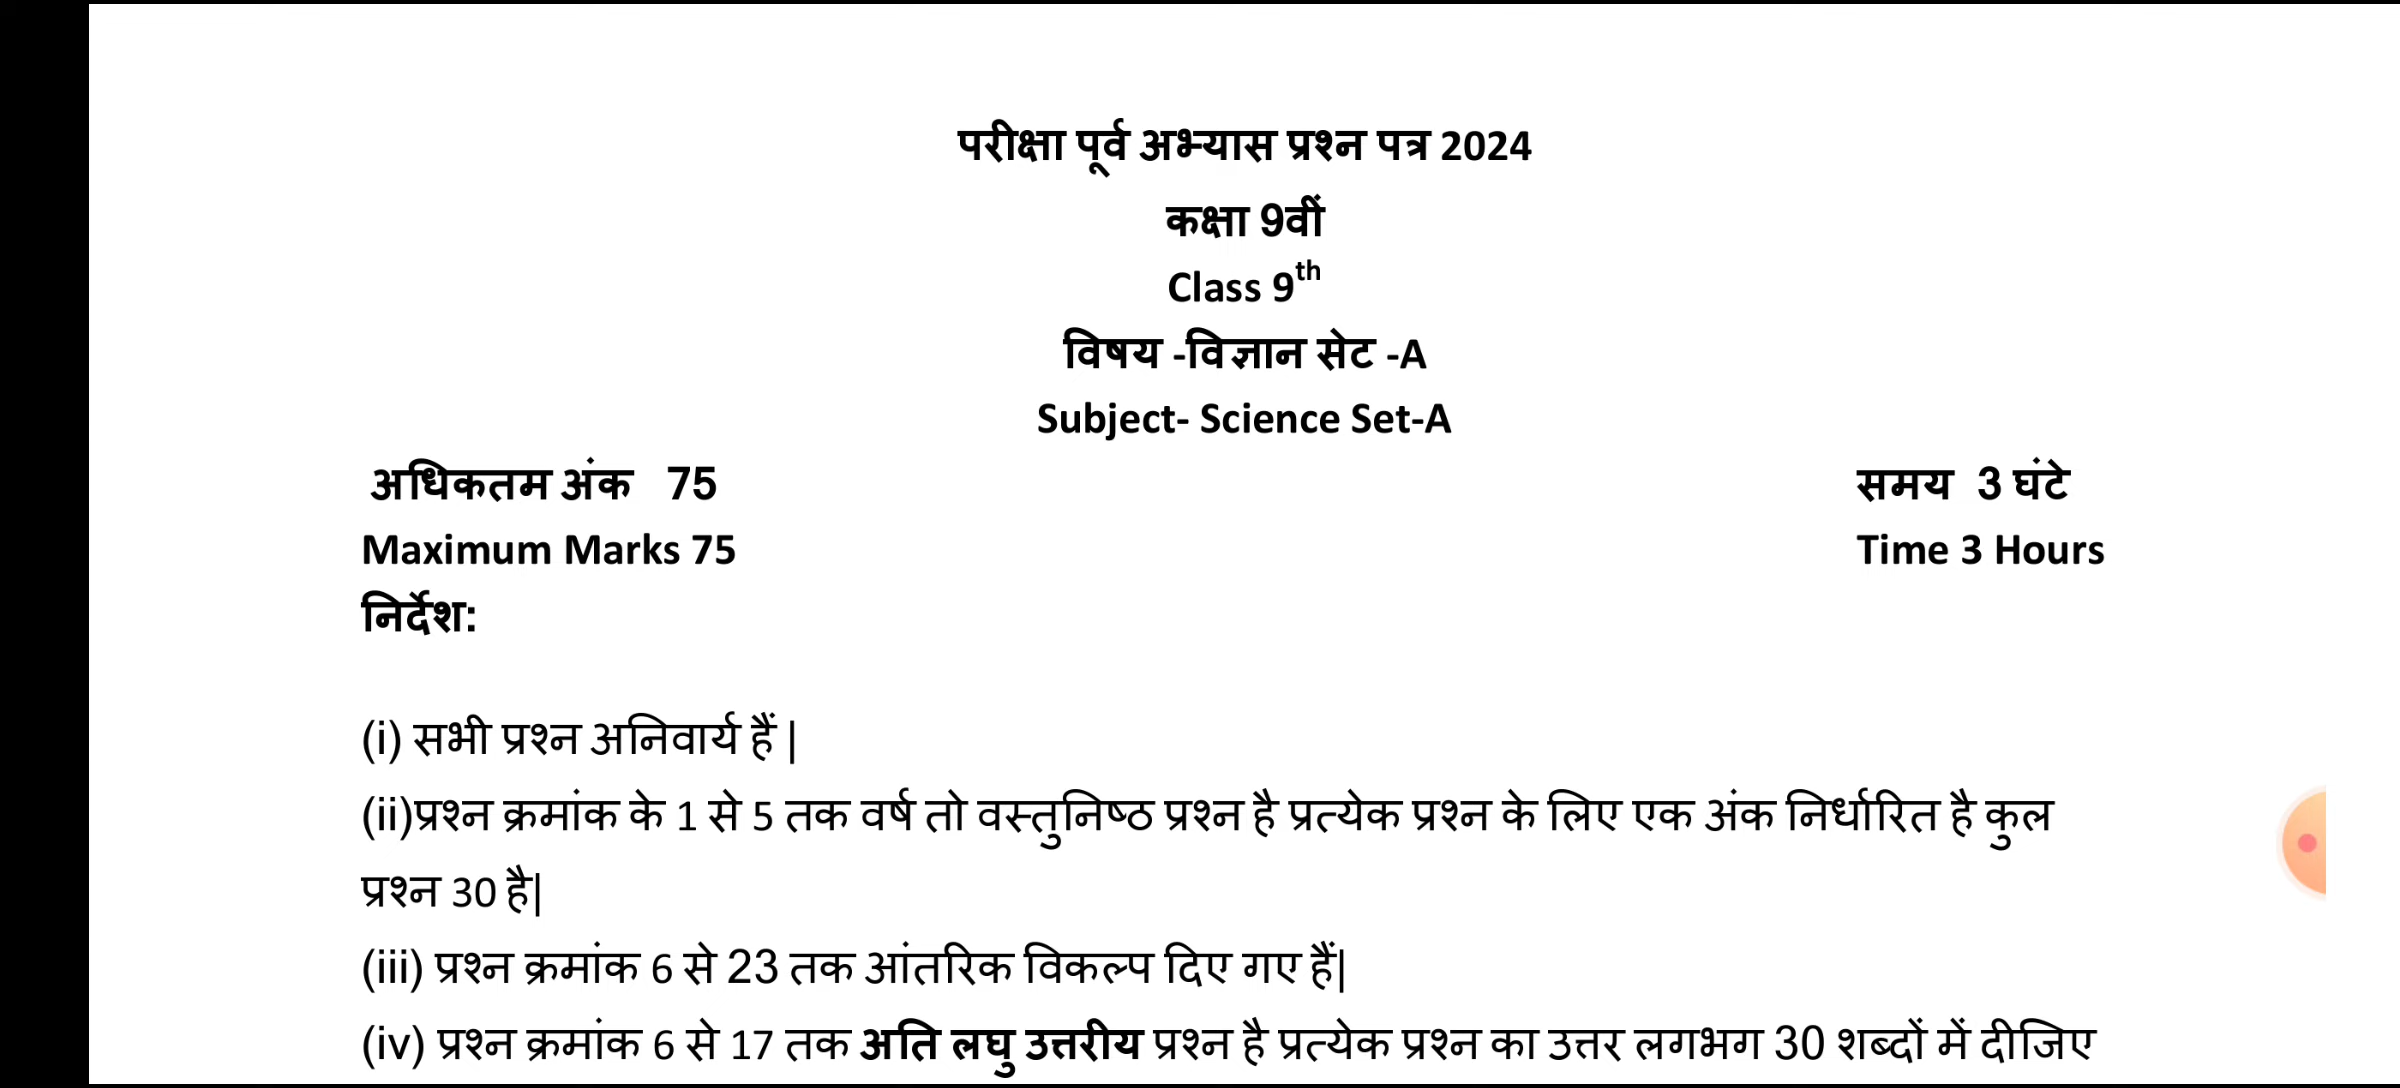 परीक्षा पूर्व अभ्यास प्रश्न पत्र 2024
कक्षा 9वीं
Class 9th
विषय -विज्ञान सेट -A
Subject- Science Set-A
अधिकतम अंक 75 समय 3 घंटे
Maximum Marks 75 Time 3 Hours
निर्देश:
(i) सभी प्रश्न अनिवार्य हैं |
(ii)प्रश्न क्रमांक के 1 से 5 तक वर्ष तो वस्तुनिष्ठ प्रश्न है प्रत्येक प्रश्न के लिए एक अंक निर्धारित है कुल
प्रश्न 30 है|
(iii) प्रश्न क्रमांक 6 से 23 तक आंतरिक विकल्प दिए गए हैं|
(iv) प्रश्न क्रमांक 6 से 17 तक अति लघु उत्तरीय प्रश्न है प्रत्येक प्रश्न का उत्तर लगभग 30 शब्दों में दीजिए